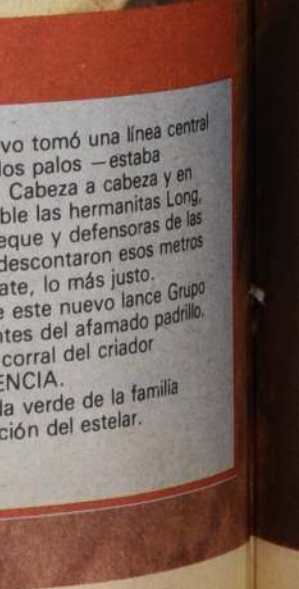 vo tomó una línea central
los palos — estaba
Cabeza a cabeza y en
ble las hermanitas Long,
eque y defensoras de las
descontaron esos metros
ate, lo más justo.
e este nuevo lance Grupo
ntes del afamado padrillo,
corral del criador
ENCIA.
da verde de la familia
ción del estelar.